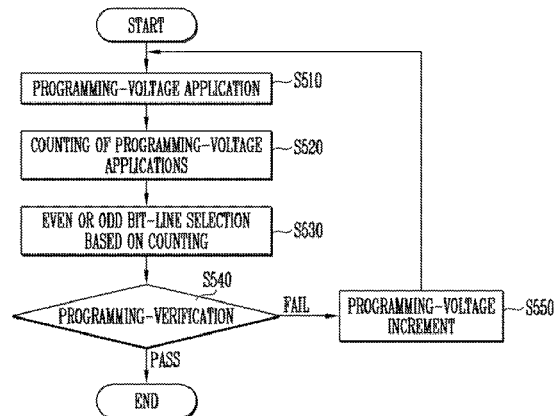 START
PROGRAMMING-VOLTAGE APPLICATION
S510
COUNTING OF PROGRAMMING-VOLTAGE
APPLICATIONS
S520
EVEN OR ODD BIT-LINE SELECTION
BASED ON COUNTING
S530
S540
PROGRAMMING-VERIFICATION
FAIL
PROGRAMMING-VOLTAGE
INCREMENT
S550
PASS
END